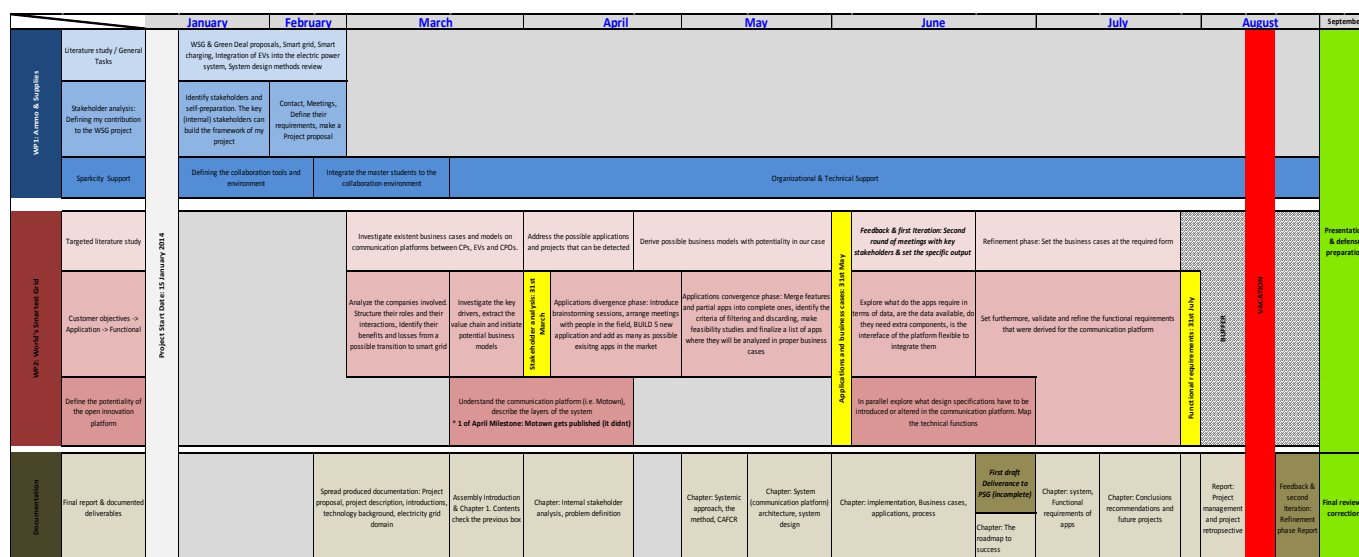 January February March April May June July August September
WP1: Ammo & Supplies
Literature study / General
Tasks
WSG & Green Deal proposals, Smart grid, Smart
charging, Integration of EVs into the electric power
system, System design methods review
Stakeholder analysis:
Defining my contribution
to the WSG project
Identify stakeholders and
self-preparation. The key
(internal) stakeholders can
build the framework of my
project
Contact, Meetings,
Define their
requirements, make a
Project proposal
Sparkcity Support
Defining the collaboration tools and
environment
Integrate the master students to the
collaboration environment
Organizational & Technical Support
Project Start Date: 15 January 2014
WP2: World's Smartest Grid
Targeted literature study
Investigate existent business cases and models on
communication platforms between CPs, EVs and CPOs.
Address the possible applications
and projects that can be detected
Derive possible business models with potentiality in our case
Applications and business cases: 31st May
Feedback & first Iteration: Second
round of meetings with key
stakeholders & set the specific output
Refinement phase: Set the business cases at the required form
Customer objectives ->
Application -> Functional
Analyze the companies involved.
Structure their roles and their
interactions, Identify their
benefits and losses from a
possible transition to smart grid
Investigate the key
drivers, extract the
value chain and initiate
potential business
models
Stakeholder analysis: 31st
March
Applications divergence phase: Introduce
brainstorming sessions, arrange meetings
with people in the field, BUILD 5 new
application and add as many as possible
exisitng apps in the market
Applications convergence phase: Merge features
and partial apps into complete ones, identify the
criteria of filtering and discarding, make
feasibility studies and finalize a list of apps
where they will be analyzed in proper business
cases
Explore what do the apps require in
terms of data, are the data available, do
they need extra components, is the
intereface of the platform flexible to
integrate them
Set furthermore, validate and refine the functional requirements
that were derived for the communication platform
Functional requirements: 31st July
BUFFER
VACATION
Presentation
& defense
preparation
Define the potentiality of
the open innovation
platform
Understand the communication platform (i.e. Motown),
describe the layers of the system
* 1 of April Milestone: Motown gets published (it didnt)
In parallel explore what design specifications have to be
introduced or altered in the communication platform. Map
the technical functions
Documentation
Final report & documented
deliverables
Spread produced documentation: Project
proposal, project description, introductions,
technology background, electricity grid
domain
Assembly Introduction
& Chapter 1. Contents
check the previous box
Chapter: Internal stakeholder
analysis, problem definition
Chapter: Systemic
approach, the
method, CAFCR
Chapter: System
(communication platform)
architecture, system
design
Chapter: implementation, Business cases,
applications, process
First draft
Deliverance to
PSG (incomplete)
Chapter: The
roadmap to
success
Chapter: system,
Functional
requirements of
apps
Chapter: Conclusions
recommendations and
future projects
Report:
Project
management
and project
retropsective
Feedback &
second
Iteration:
Refinement
phase Report
Final review
correction